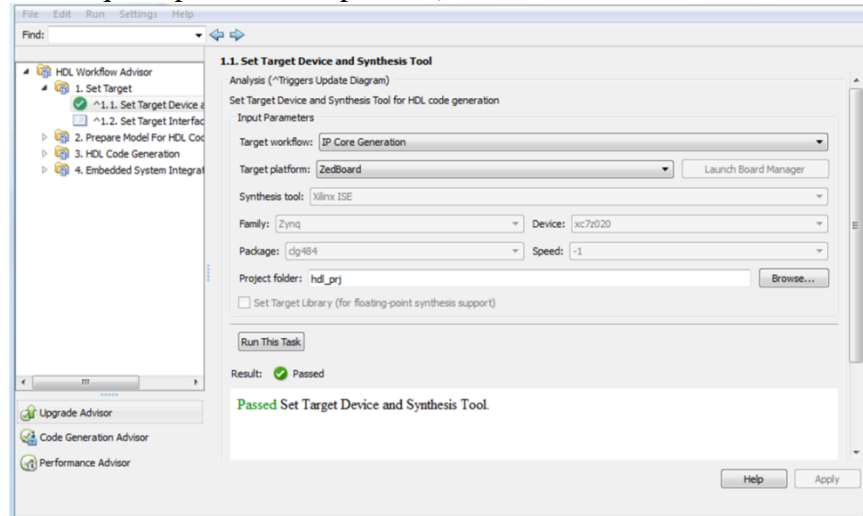 File Edit Run Settings Help
Find:
HDL Workflow Advisor
1. Set Target
^1.1. Set Target Device a
^1.2. Set Target Interfac
2. Prepare Model For HDL Coc
3. HDL Code Generation
4. Embedded System Integrat
Upgrade Advisor
Code Generation Advisor
Performance Advisor
1.1. Set Target Device and Synthesis Tool
Analysis (^Triggers Update Diagram)
Set Target Device and Synthesis Tool for HDL code generation
Input Parameters
Target workflow: IP Core Generation
Target platform: ZedBoard Launch Board Manager
Synthesis tool: Xilinx ISE
Family: Zynq Device: xc7z020
Package: clg484 Speed: -1
Project folder: hdl_prj Browse...
Set Target Library (for floating-point synthesis support)
Run This Task
Result: Passed
Passed Set Target Device and Synthesis Tool.
Help Apply